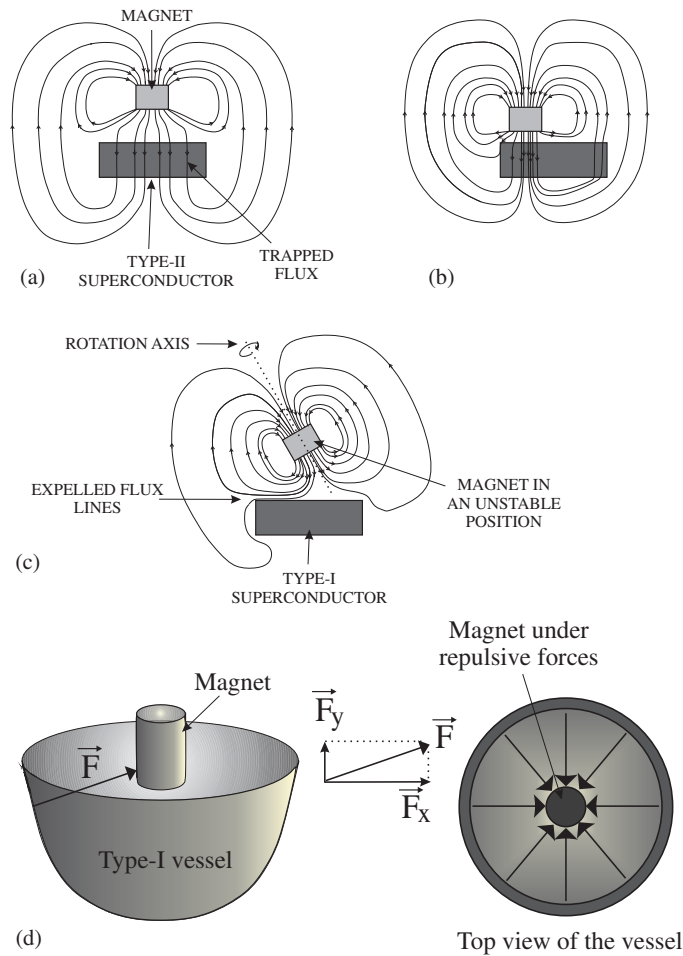 MAGNET
TYPE-II
SUPERCONDUCTOR
TRAPPED
FLUX
(a)
(b)
ROTATION AXIS
EXPELLED FLUX
LINES
MAGNET IN
AN UNSTABLE
POSITION
TYPE-I
SUPERCONDUCTOR
(c)
Magnet
F
Type-I vessel
Fy
F
Fx
Magnet under
repulsive forces
(d)
Top view of the vessel